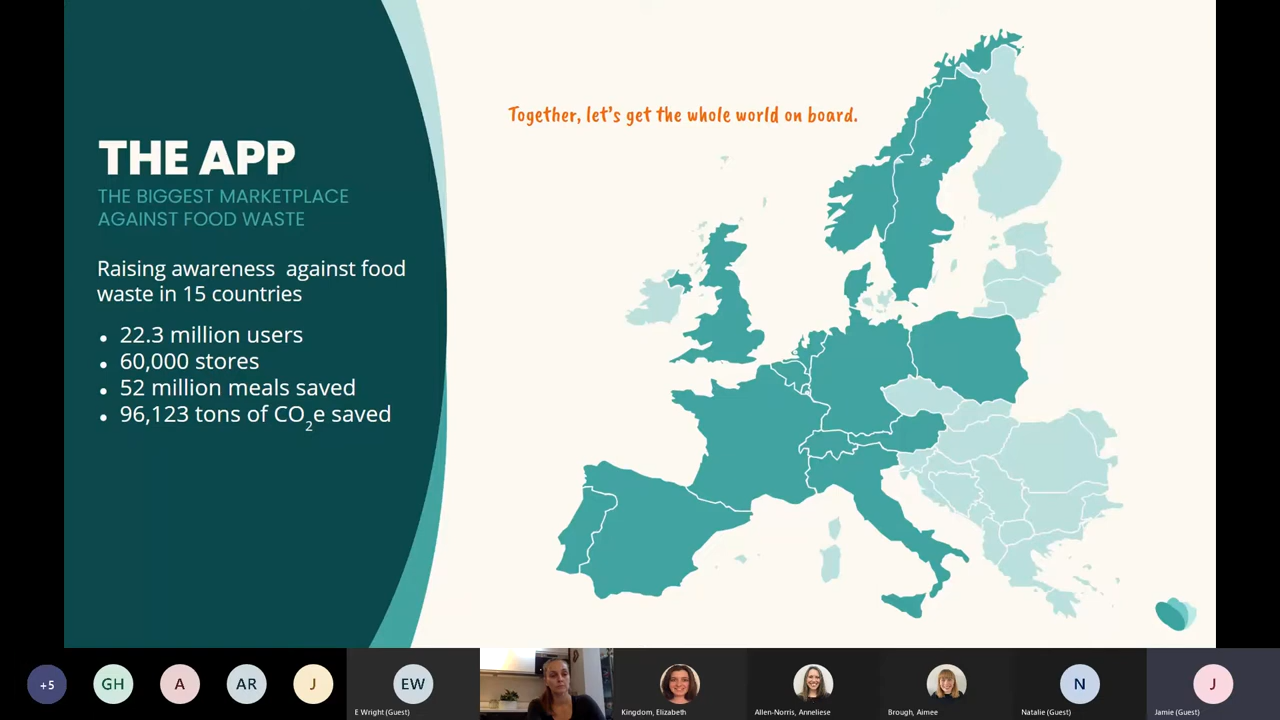 Together, let's get the whole world on board.
THE APP
THE BIGGEST MARKETPLACE
AGAINST FOOD WASTE
Raising awareness  against food
waste in 15 countries
• 22.3 million users
• 60,000 stores
• 52 million meals saved
• 96,123 tons of CO₂e saved
+5
GH
A
AR
J
EW
E Wright (Guest)
Kingdom, Elizabeth
Allen-Norris, Anneliese
Brough, Aimee
N
Natalie (Guest)
J
Jamie (Guest)